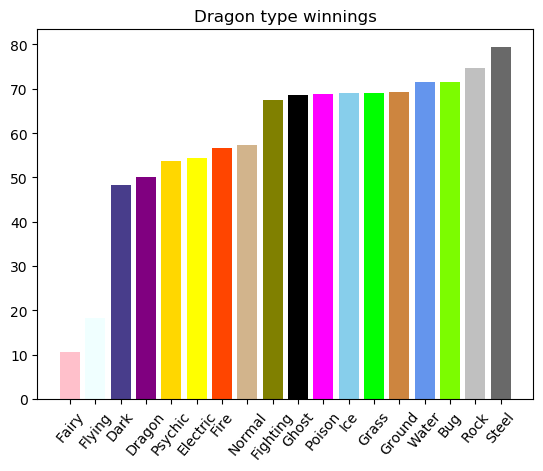 Dragon type winnings
80
70
60
50
40
30
20
10
0
Fairy
Flying
Dark
Dragon
Psychic
Electric
Fire
Normal
Fighting
Ghost
Poison
Ice
Grass
Ground
Water
Bug
Rock
Steel